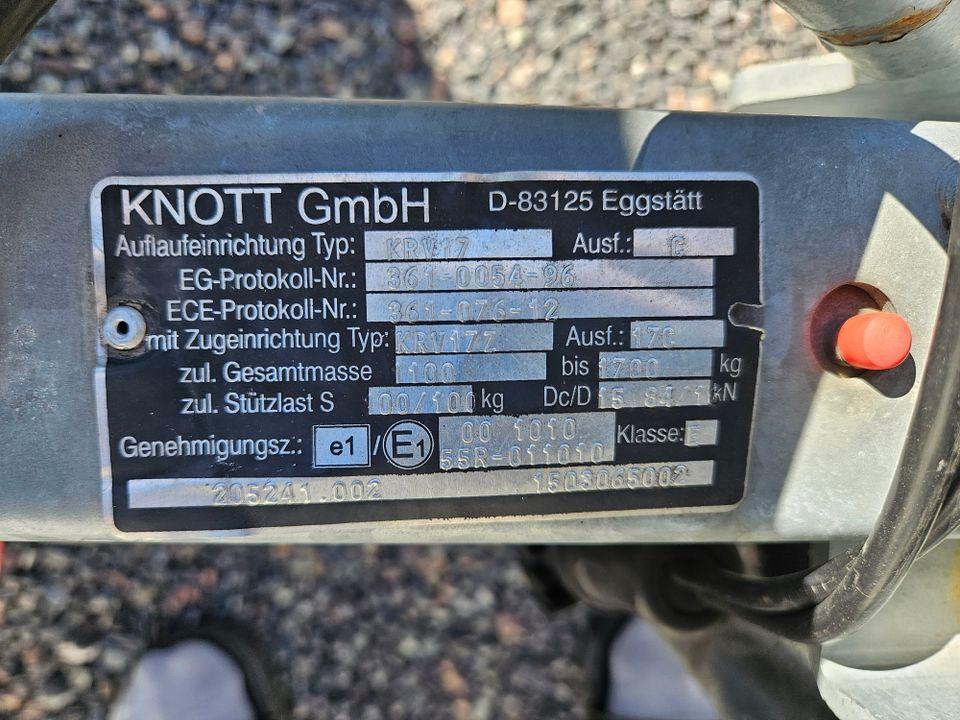 KNOTT GmbH D-83125 Eggstätt
Auflaufeinrichtung Typ: KRV17 Ausf.: C
EG-Protokoll-Nr.: 361-0054-96
ECE-Protokoll-Nr.: 361-076-12
mit Zugeinrichtung Typ: KRV17Z Ausf.: 17C
zul. Gesamtmasse 1100 bis 1700 kg
zul. Stützlast S 100/100 kg Dc/D kN
Genehmigungsz.: e1 / E1 00 1010 Klasse: E
55R-011010
205241.002 1503065002